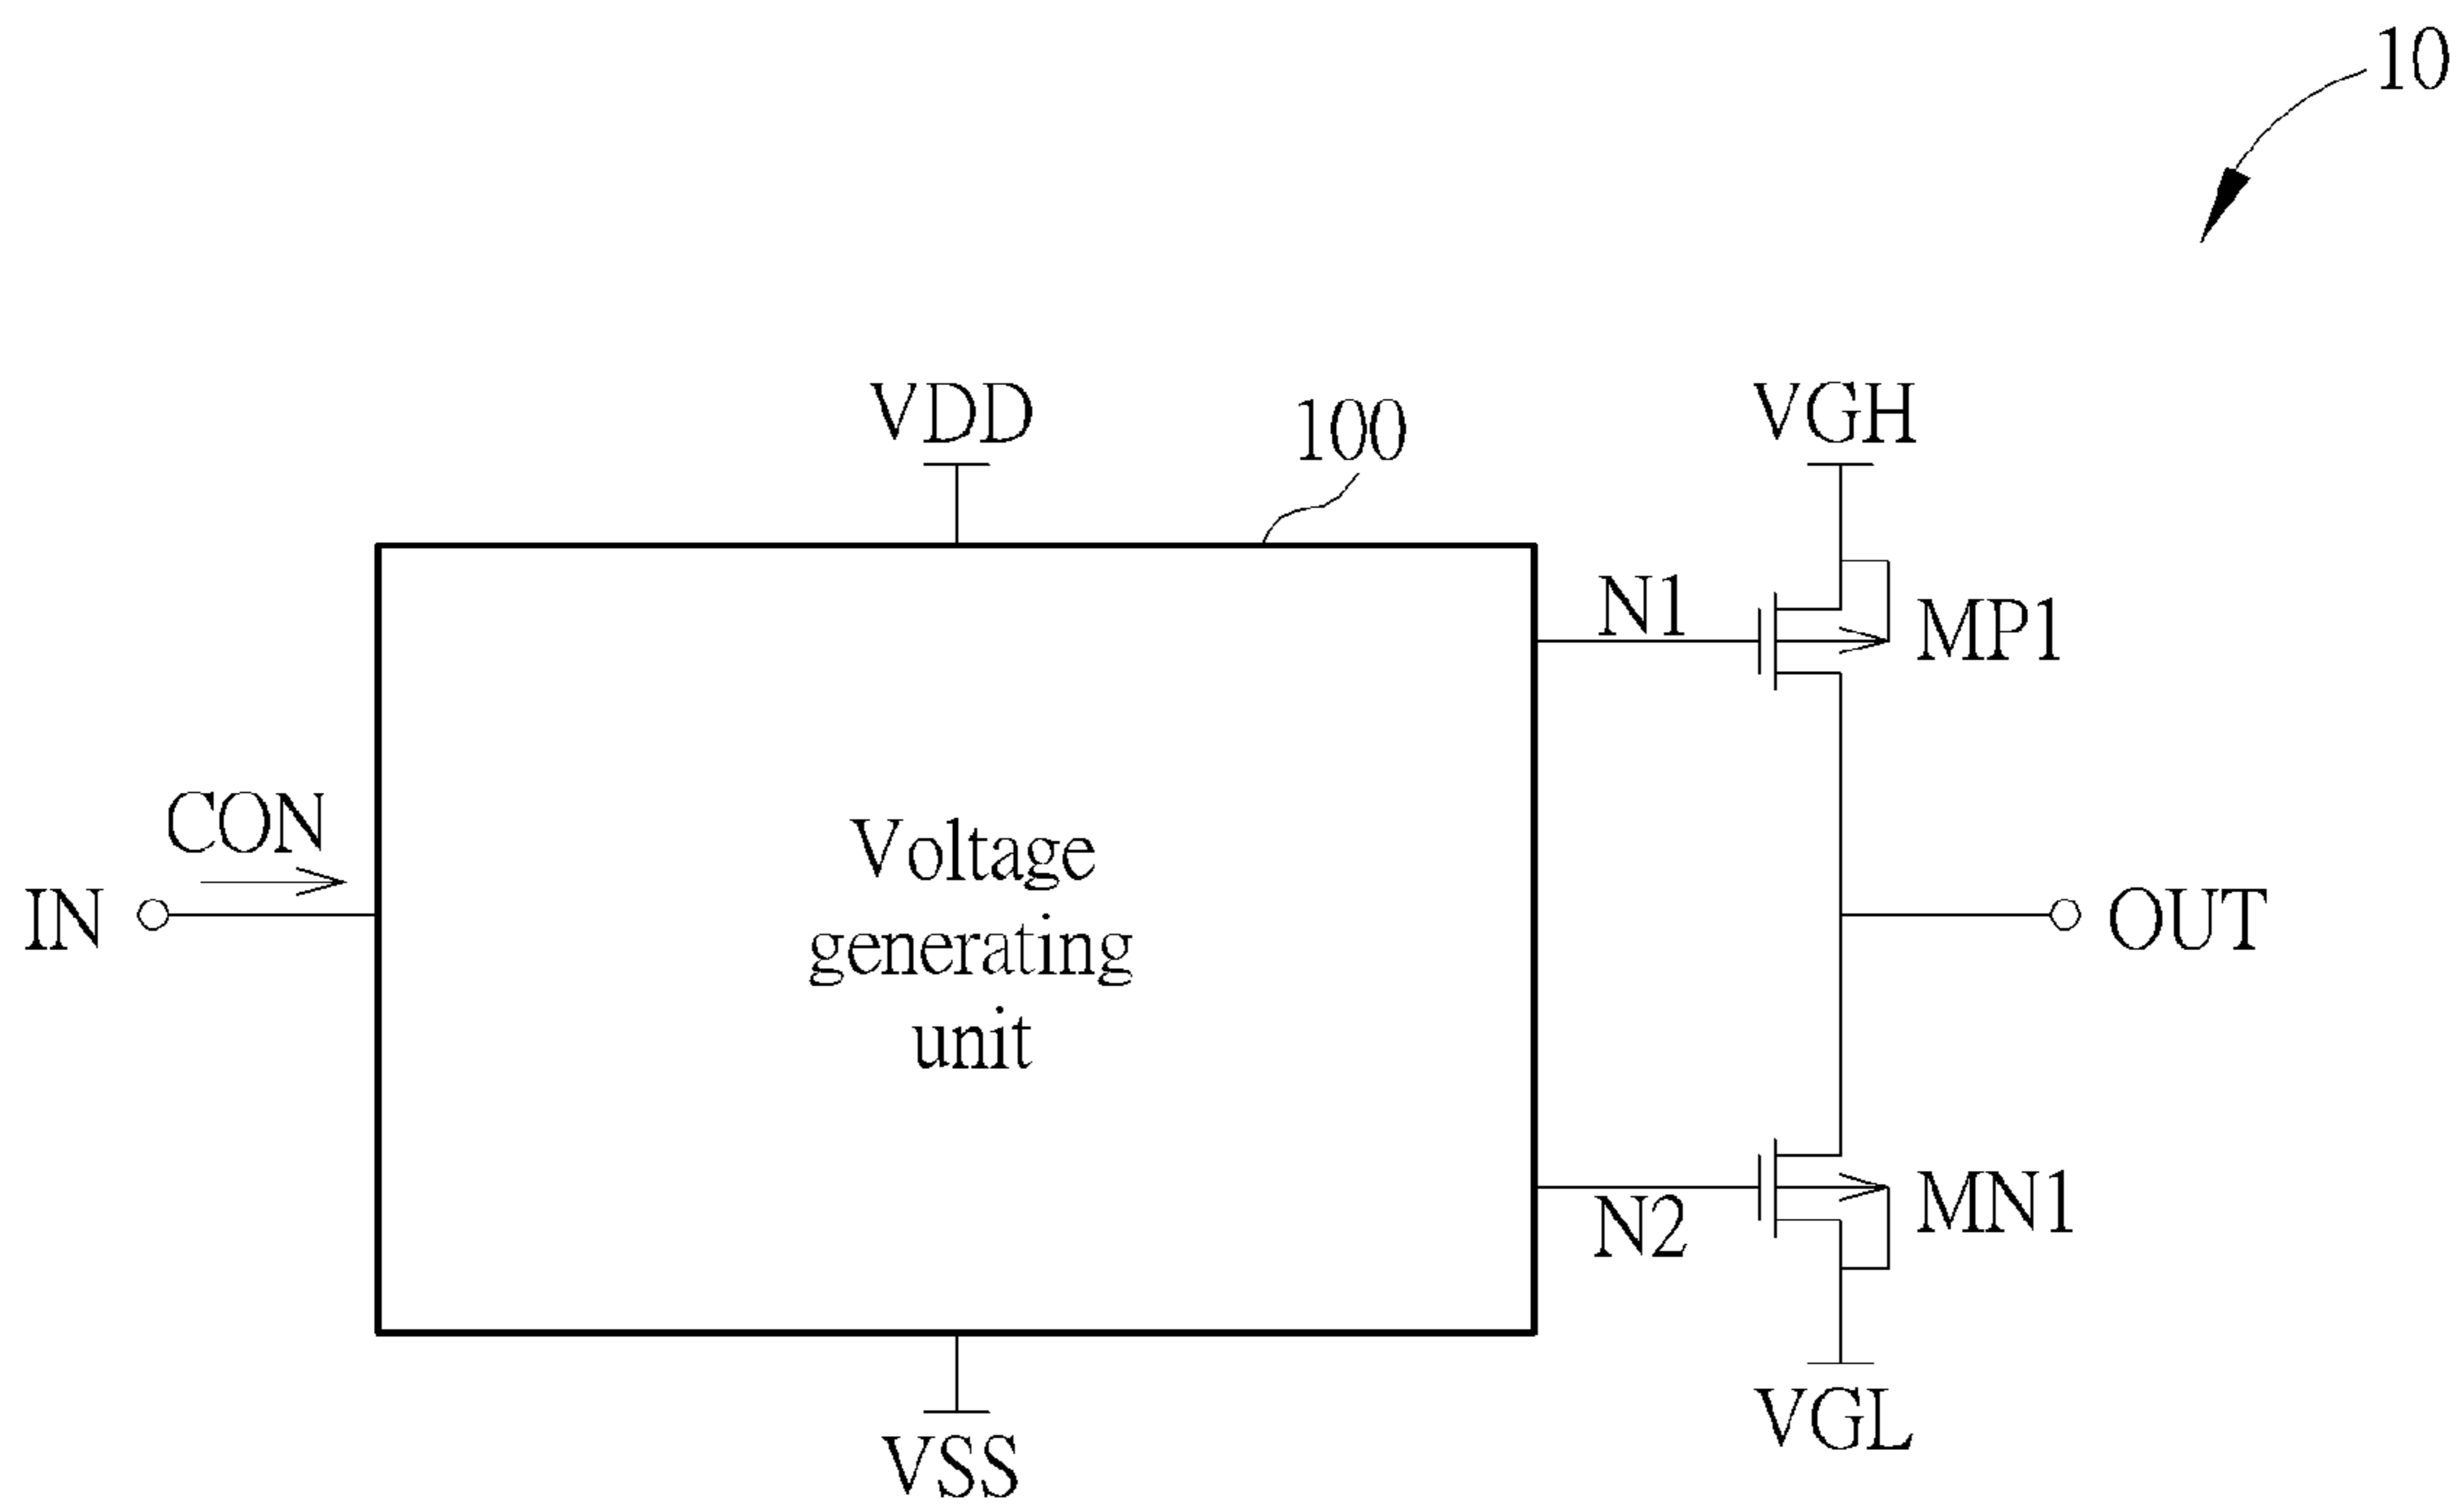 10
VDD
100
VGH
N1
MP1
CON
IN
Voltage
generating
unit
OUT
N2
MN1
VGL
VSS